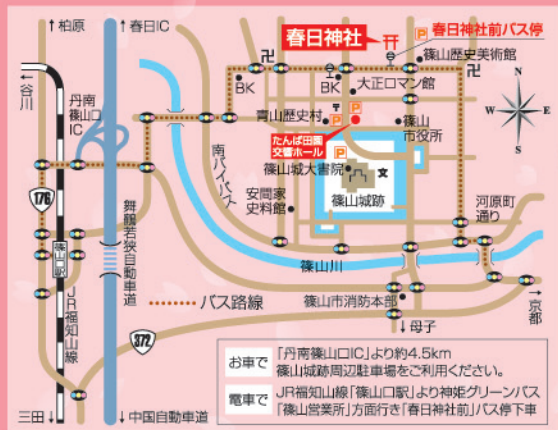 ↑柏原
↑春日IC
春日神社
春日神社前バス停
P
篠山歴史美術館
卍
卍
BK
BK
大正ロマン館
←谷川
丹南
篠山口
IC
青山歴史村
〒
P
P
篠山
市役所
たんば田園
交響ホール
N
W
E
S
南バイパス
P
篠山城大書院
文
篠山城跡
安間家
史料館
河原町
通り
176
篠山口駅
舞鶴若狭自動車道
JR福知山線
篠山川
バス路線
篠山市消防本部
↓母子
→京都
372
お車で
「丹南篠山口IC」より約4.5km
篠山城跡周辺駐車場をご利用ください。
電車で
JR福知山線「篠山口駅」より神姫グリーンバス
「篠山営業所」方面行き「春日神社前」バス停下車
三田↓
↓中国自動車道